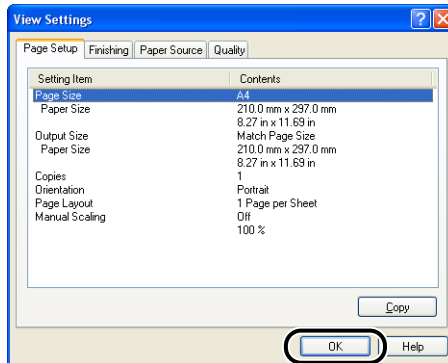 View Settings
Page Setup Finishing Paper Source Quality
Setting Item Contents
Page Size A4
Paper Size 210.0 mm x 297.0 mm
8.27 in x 11.69 in
Output Size Match Page Size
Paper Size 210.0 mm x 297.0 mm
8.27 in x 11.69 in
Copies 1
Orientation Portrait
Page Layout 1 Page per Sheet
Manual Scaling Off
100 %
Copy
OK Help